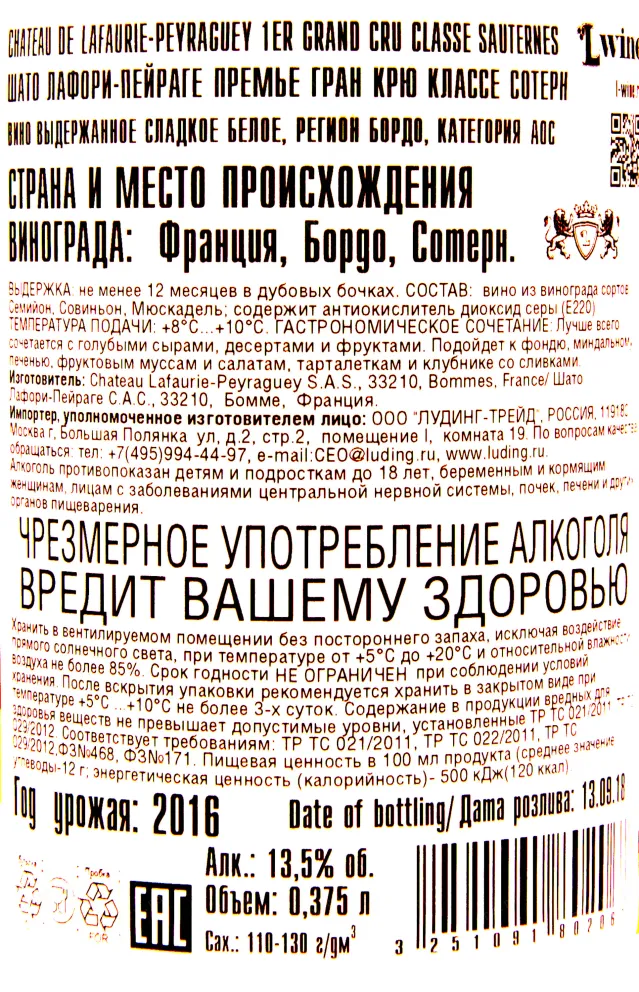 CHATEAU DE LAFAURIE-PEYRAGUEY 1ER GRAND CRU CLASSE SAUTERNES
ШАТО ЛАФОРИ-ПЕЙРАГЕ ПРЕМЬЕ ГРАН КРЮ КЛАССЕ СОТЕРН
ВИНО ВЫДЕРЖАННОЕ СЛАДКОЕ БЕЛОЕ, РЕГИОН БОРДО, КАТЕГОРИЯ АОС
L wine
l-wine.
СТРАНА И МЕСТО ПРОИСХОЖДЕНИЯ
ВИНОГРАДА: Франция, Бордо, Сотерн.
ВЫДЕРЖКА: не менее 12 месяцев в дубовых бочках. СОСТАВ: вино из винограда сортов
Семийон, Совиньон, Мюскадель; содержит антиокислитель диоксид серы (Е220)
ТЕМПЕРАТУРА ПОДАЧИ: +8°С...+10°С. ГАСТРОНОМИЧЕСКОЕ СОЧЕТАНИЕ: Лучше всего
сочетается с голубыми сырами, десертами и фруктами. Подойдет к фондю, миндальном
печенью, фруктовым муссам и салатам, тарталеткам и клубнике со сливками.
Изготовитель: Chateau Lafaurie-Peyraguey S.A.S., 33210, Bommes, France/ Шато
Лафори-Пейраге С.А.С., 33210, Бомме, Франция.
Импортер, уполномоченное изготовителем лицо: ООО "ЛУДИНГ-ТРЕЙД", РОССИЯ, 119180
Москва г, Большая Полянка ул, д.2, стр.2, помещение I, комната 19. По вопросам качества
обращаться: тел: +7(495)994-44-97, e-mail:CEO@luding.ru, www.luding.ru.
Алкоголь противопоказан детям и подросткам до 18 лет, беременным и кормящим
женщинам, лицам с заболеваниями центральной нервной системы, почек, печени и других
органов пищеварения.
ЧРЕЗМЕРНОЕ УПОТРЕБЛЕНИЕ АЛКОГОЛЯ
ВРЕДИТ ВАШЕМУ ЗДОРОВЬЮ
Хранить в вентилируемом помещении без постороннего запаха, исключая воздействие
прямого солнечного света, при температуре от +5°С до +20°С и относительной влажности
воздуха не более 85%. Срок годности НЕ ОГРАНИЧЕН при соблюдении условий
хранения. После вскрытия упаковки рекомендуется хранить в закрытом виде при
температуре +5°С ...+10°С не более 3-х суток. Содержание в продукции вредных для
здоровья веществ не превышает допустимые уровни, установленные ТР ТС 021/2011
029/2012. Соответствует требованиям: ТР ТС 021/2011, ТР ТС 022/2011, ТР ТС
029/2012,ФЗ№468, ФЗ№171. Пищевая ценность в 100 мл продукта (среднее значение
углеводы-12 г; энергетическая ценность (калорийность)- 500 кДж(120 ккал)
Год урожая: 2016
Date of bottling/ Дата розлива: 13.09.18
Алк.: 13,5% об.
Объем: 0,375 л
Сах.: 110-130 г/дм³
Пробка
FOR
EAC
3 251091 80206